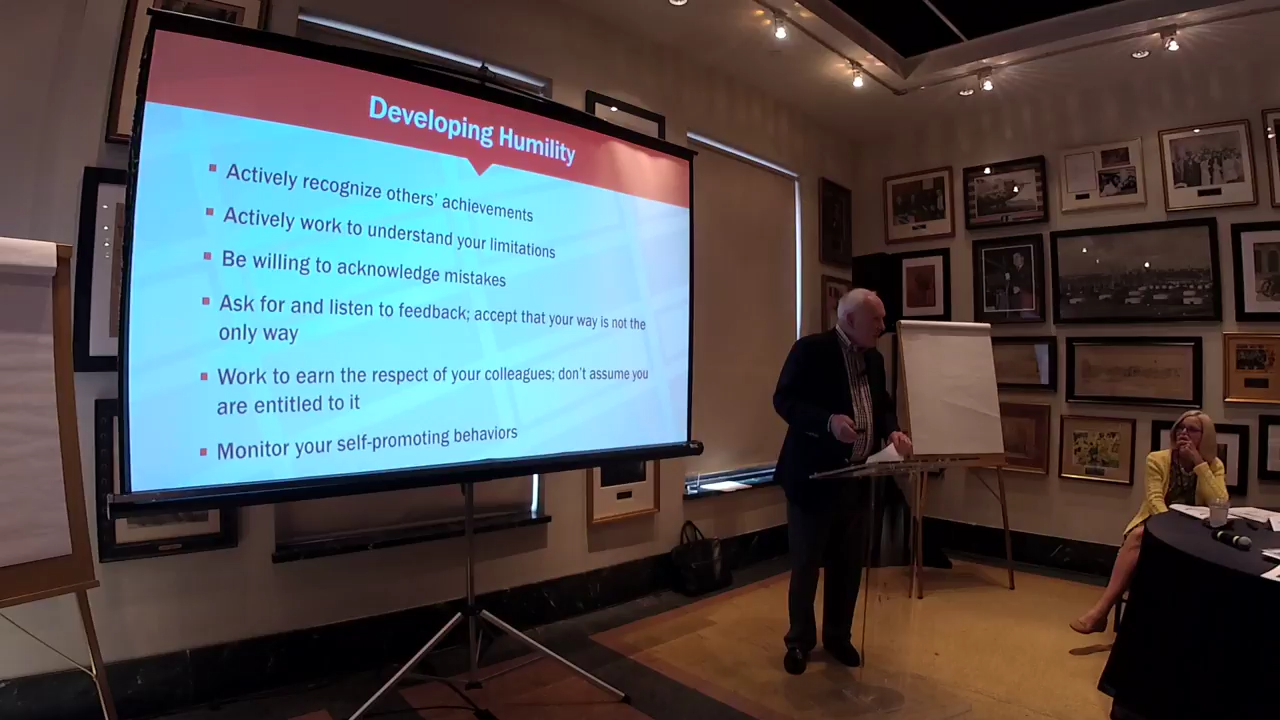 Developing Humility
Actively recognize others' achievements
Actively work to understand your limitations
Be willing to acknowledge mistakes
Ask for and listen to feedback; accept that your way is not the
only way
Work to earn the respect of your colleagues; don't assume you
are entitled to it
Monitor your self-promoting behaviors